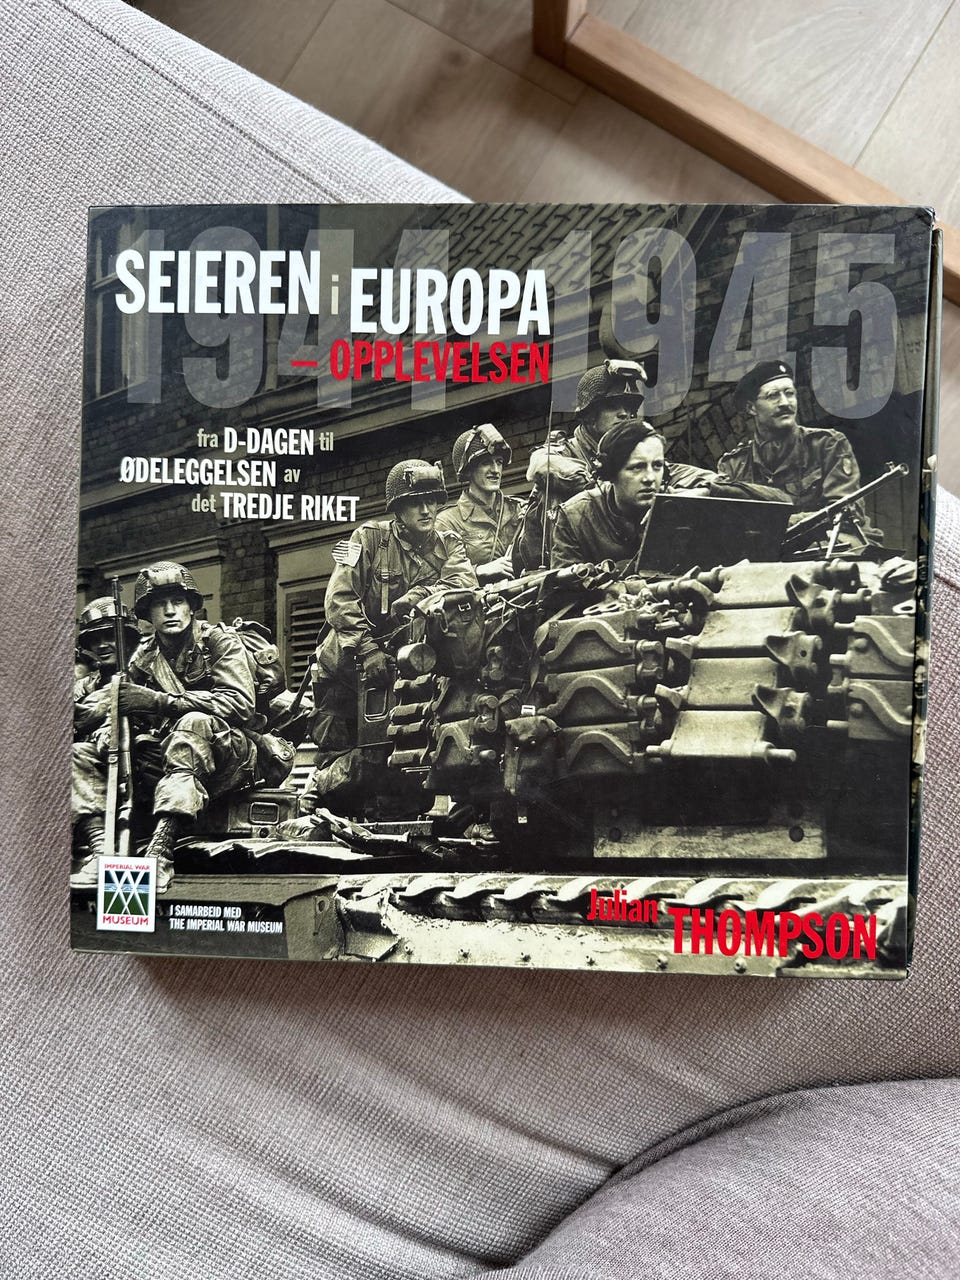 1944 1945
SEIEREN i EUROPA
– OPPLEVELSEN
fra D-DAGEN til
ØDELEGGELSEN av
det TREDJE RIKET
IMPERIAL WAR
MUSEUM
I SAMARBEID MED
THE IMPERIAL WAR MUSEUM
Julian THOMPSON